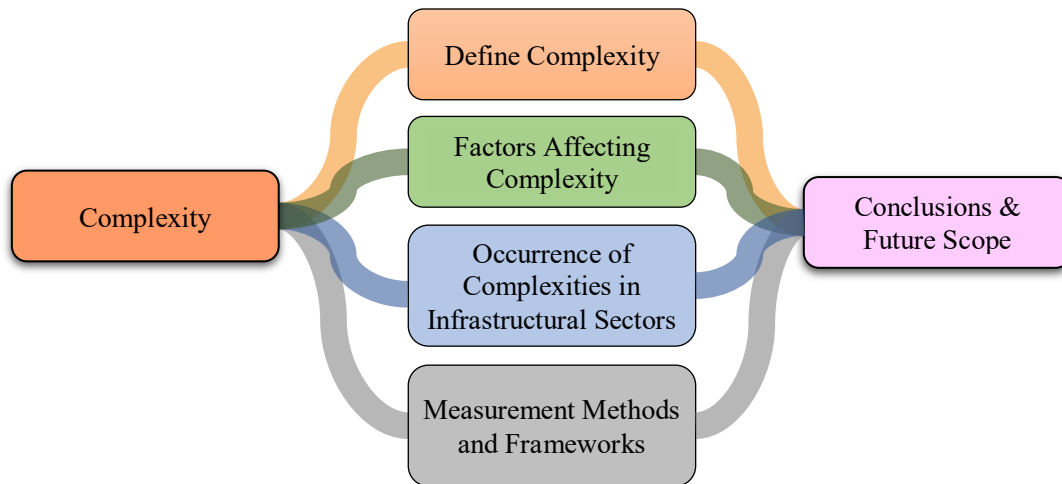 Define Complexity
Factors Affecting
Complexity
Complexity
Occurrence of
Complexities in
Infrastructural Sectors
Measurement Methods
and Frameworks
Conclusions &
Future Scope